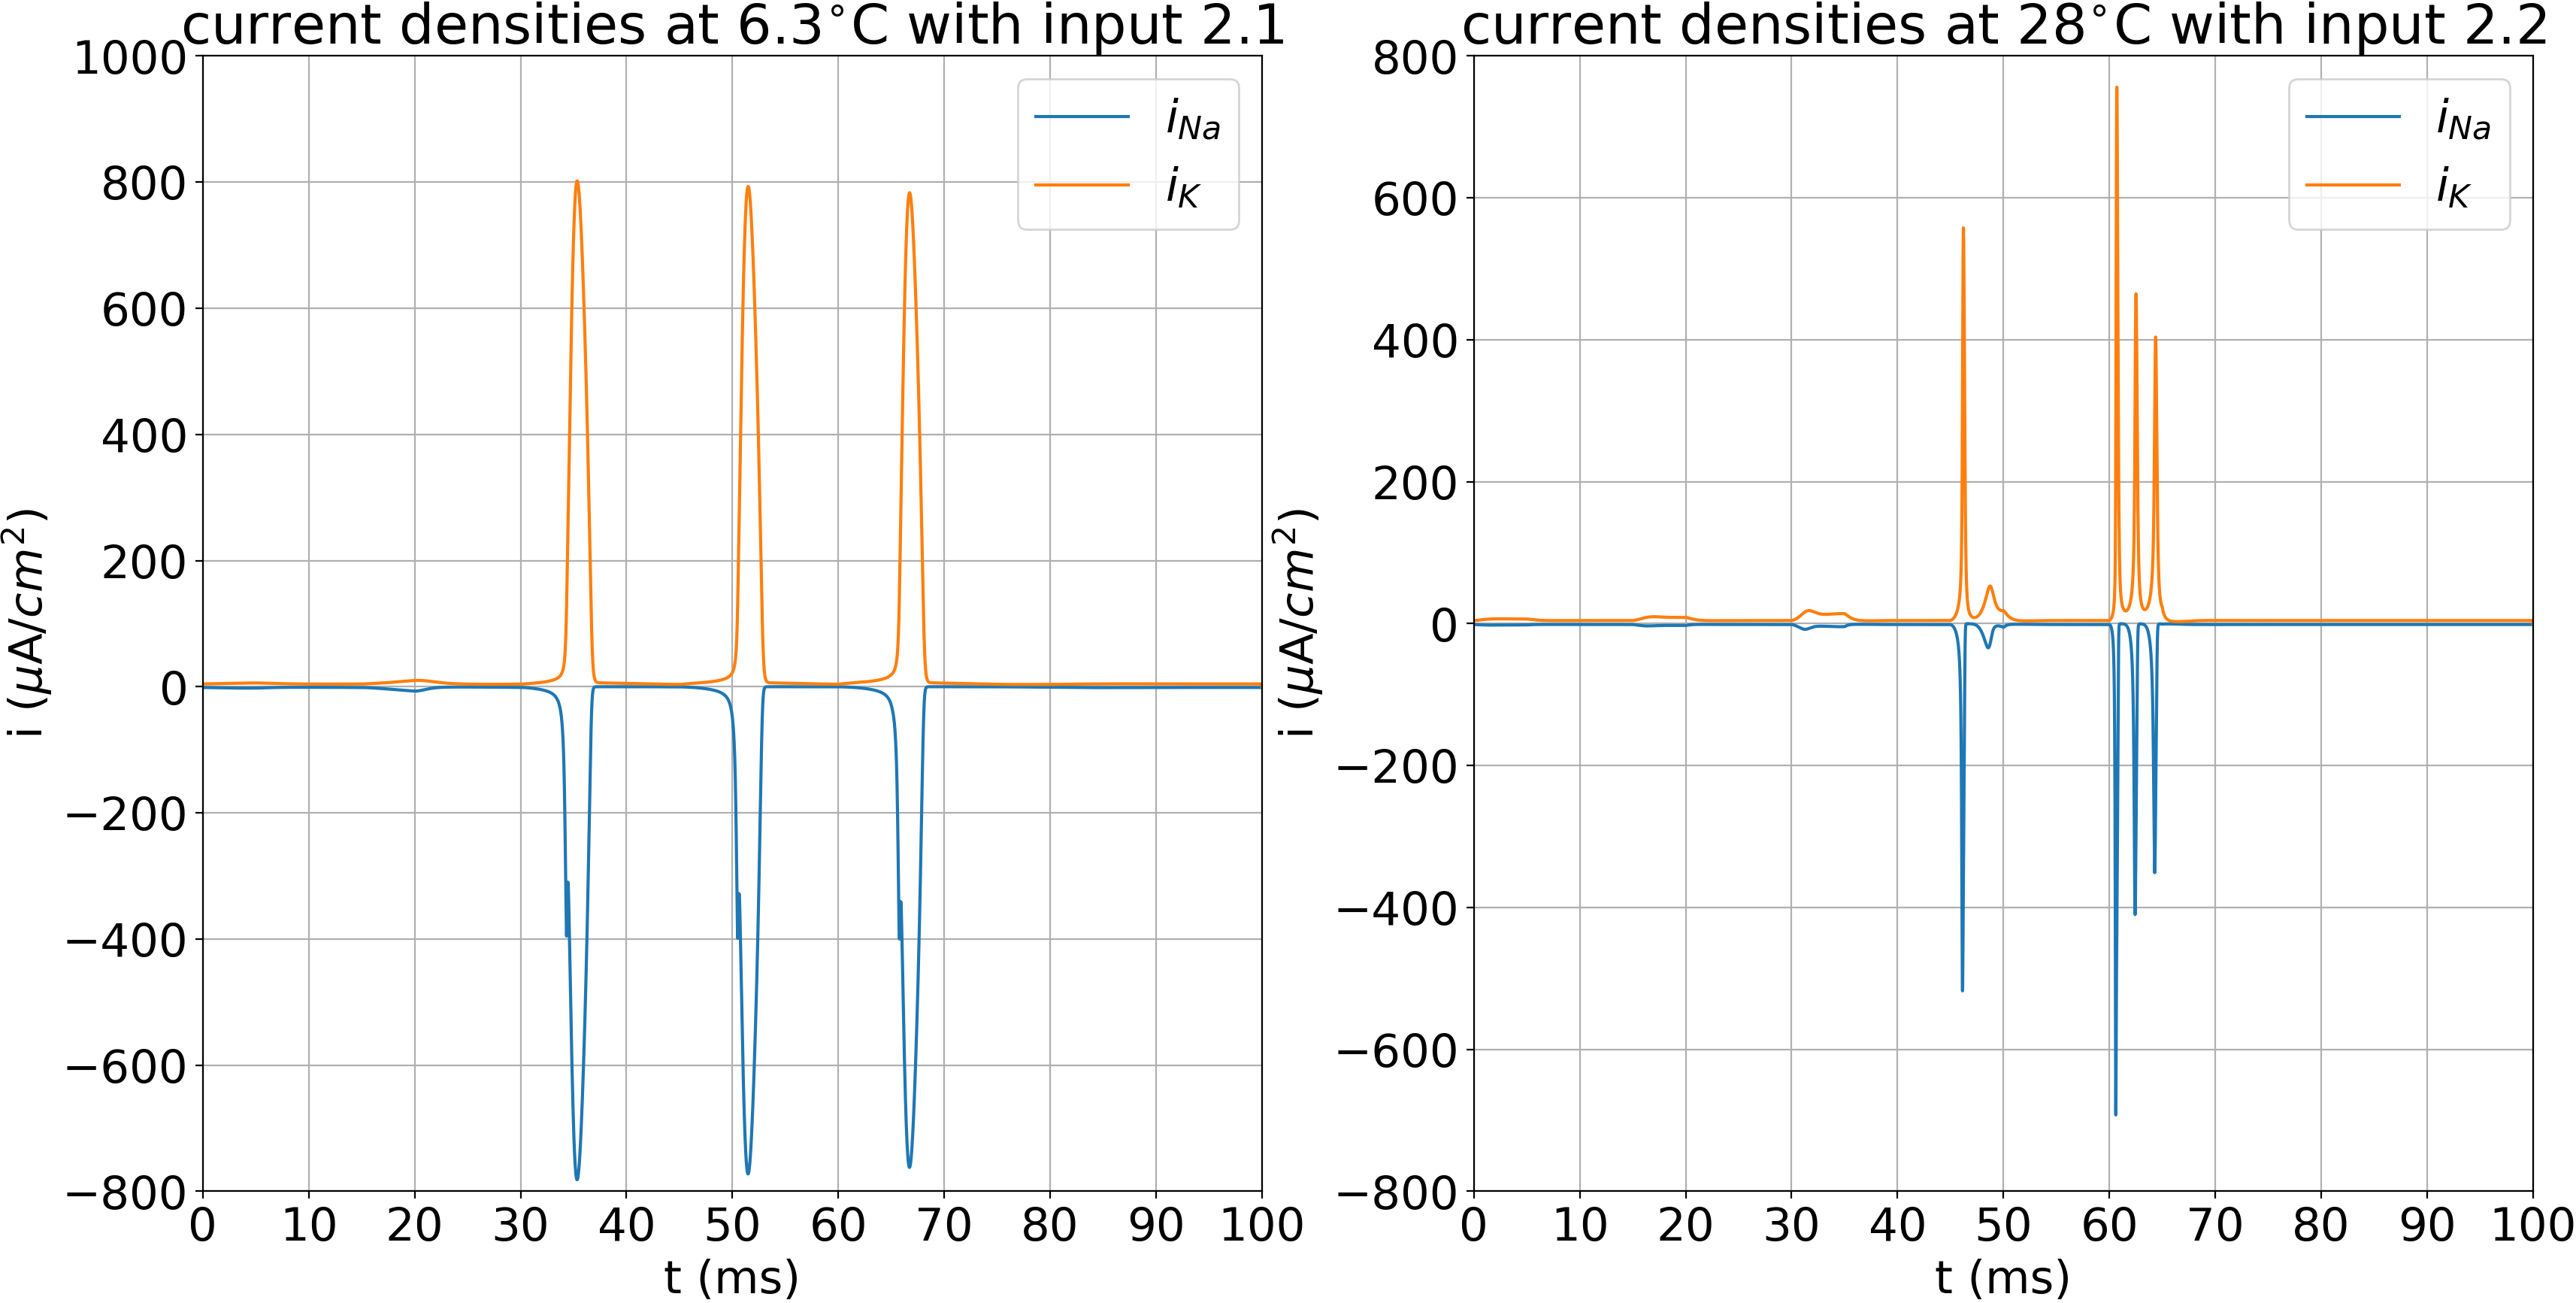 current densities at 6.3°C with input 2.1
1000
800
600
400
200
0
−200
−400
−600
−800
i (μA/cm²)
0 10 20 30 40 50 60 70 80 90 100
t (ms)
i_Na
i_K
current densities at 28°C with input 2.2
800
600
400
200
0
−200
−400
−600
−800
i (μA/cm²)
0 10 20 30 40 50 60 70 80 90 100
t (ms)
i_Na
i_K